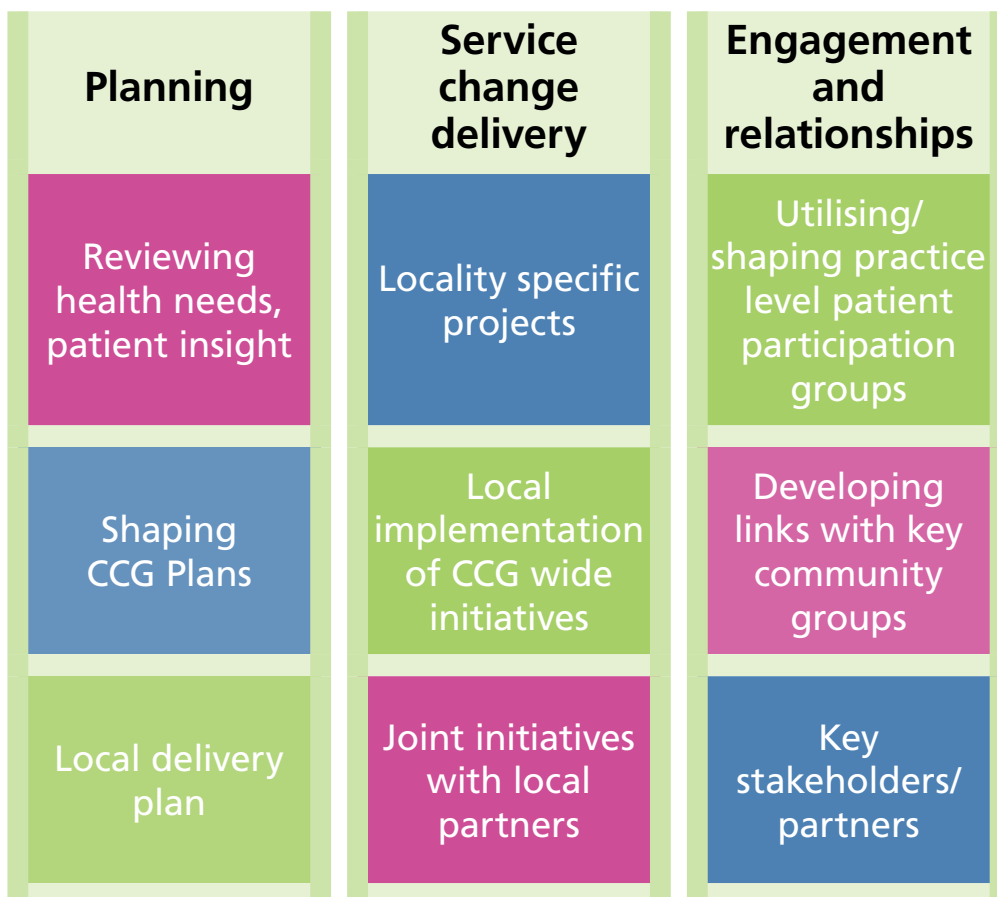 Planning
Service
change
delivery
Engagement
and
relationships
Reviewing
health needs,
patient insight
Locality specific
projects
Utilising/
shaping practice
level patient
participation
groups
Shaping
CCG Plans
Local
implementation
of CCG wide
initiatives
Developing
links with key
community
groups
Local delivery
plan
Joint initiatives
with local
partners
Key
stakeholders/
partners